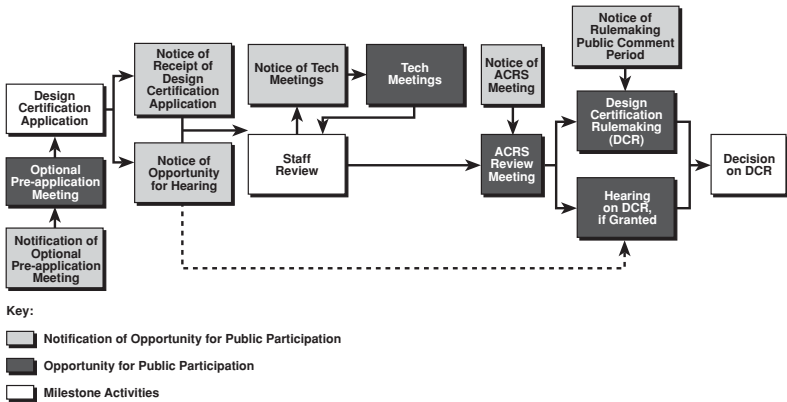 Notice of
Rulemaking
Public Comment
Period
Notice of
Receipt of
Design
Certification
Application
Notice of Tech
Meetings
Tech
Meetings
Notice of
ACRS
Meeting
Design
Certification
Application
Design
Certification
Rulemaking
(DCR)
Optional
Pre-application
Meeting
Notice of
Opportunity
for Hearing
Staff
Review
ACRS
Review
Meeting
Decision
on DCR
Hearing
on DCR,
if Granted
Notification of
Optional
Pre-application
Meeting
Key:
Notification of Opportunity for Public Participation
Opportunity for Public Participation
Milestone Activities